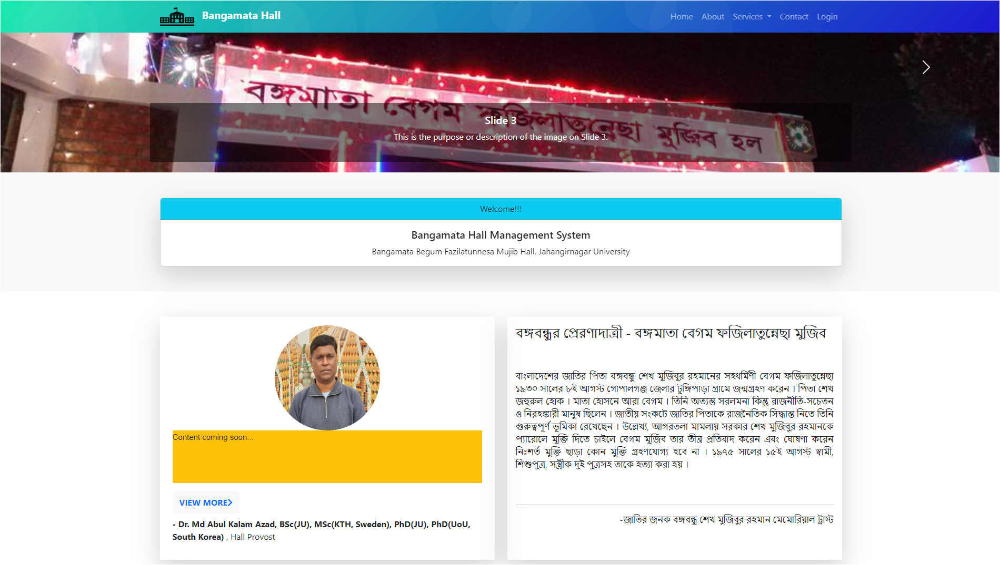 Bangamata Hall
Home About Services Contact Login
বঙ্গমাতা বেগম ফজিলাতুন্নেছা মুজিব হল
Slide 3
This is the purpose or description of the image on Slide 3.
Welcome!!!
Bangamata Hall Management System
Bangamata Begum Fazilatunnesa Mujib Hall, Jahangirnagar University
Content coming soon...
VIEW MORE
- Dr. Md Abul Kalam Azad, BSc(JU), MSc(KTH, Sweden), PhD(JU), PhD(UoU,
South Korea) , Hall Provost
বঙ্গবন্ধুর প্রেরণাদাত্রী - বঙ্গমাতা বেগম ফজিলাতুন্নেছা মুজিব
বাংলাদেশের জাতির পিতা বঙ্গবন্ধু শেখ মুজিবুর রহমানের সহধর্মিণী বেগম ফজিলাতুন্নেছা
১৯৩০ সালের ৮ই আগস্ট গোপালগঞ্জ জেলার টুঙ্গিপাড়া গ্রামে জন্মগ্রহণ করেন । পিতা শেখ
জহুরুল হোক । মাতা হোসনে আরা বেগম । তিনি অত্যন্ত সরলমনা কিন্তু রাজনীতি-সচেতন
ও নিরহঙ্কারী মানুষ ছিলেন । জাতীয় সংকটে জাতির পিতাকে রাজনৈতিক সিদ্ধান্ত নিতে তিনি
গুরুত্বপূর্ণ ভূমিকা রেখেছেন । উল্লেখ্য, আগরতলা মামলায় সরকার শেখ মুজিবুর রহমানকে
প্যারোলে মুক্তি দিতে চাইলে বেগম মুজিব তার তীব্র প্রতিবাদ করেন এবং ঘোষণা করেন
নিঃশর্ত মুক্তি ছাড়া কোন মুক্তি গ্রহণযোগ্য হবে না । ১৯৭৫ সালের ১৫ই আগস্ট স্বামী,
শিশুপুত্র, সস্ত্রীক দুই পুত্রসহ তাকে হত্যা করা হয় ।
-জাতির জনক বঙ্গবন্ধু শেখ মুজিবুর রহমান মেমোরিয়াল ট্রাস্ট